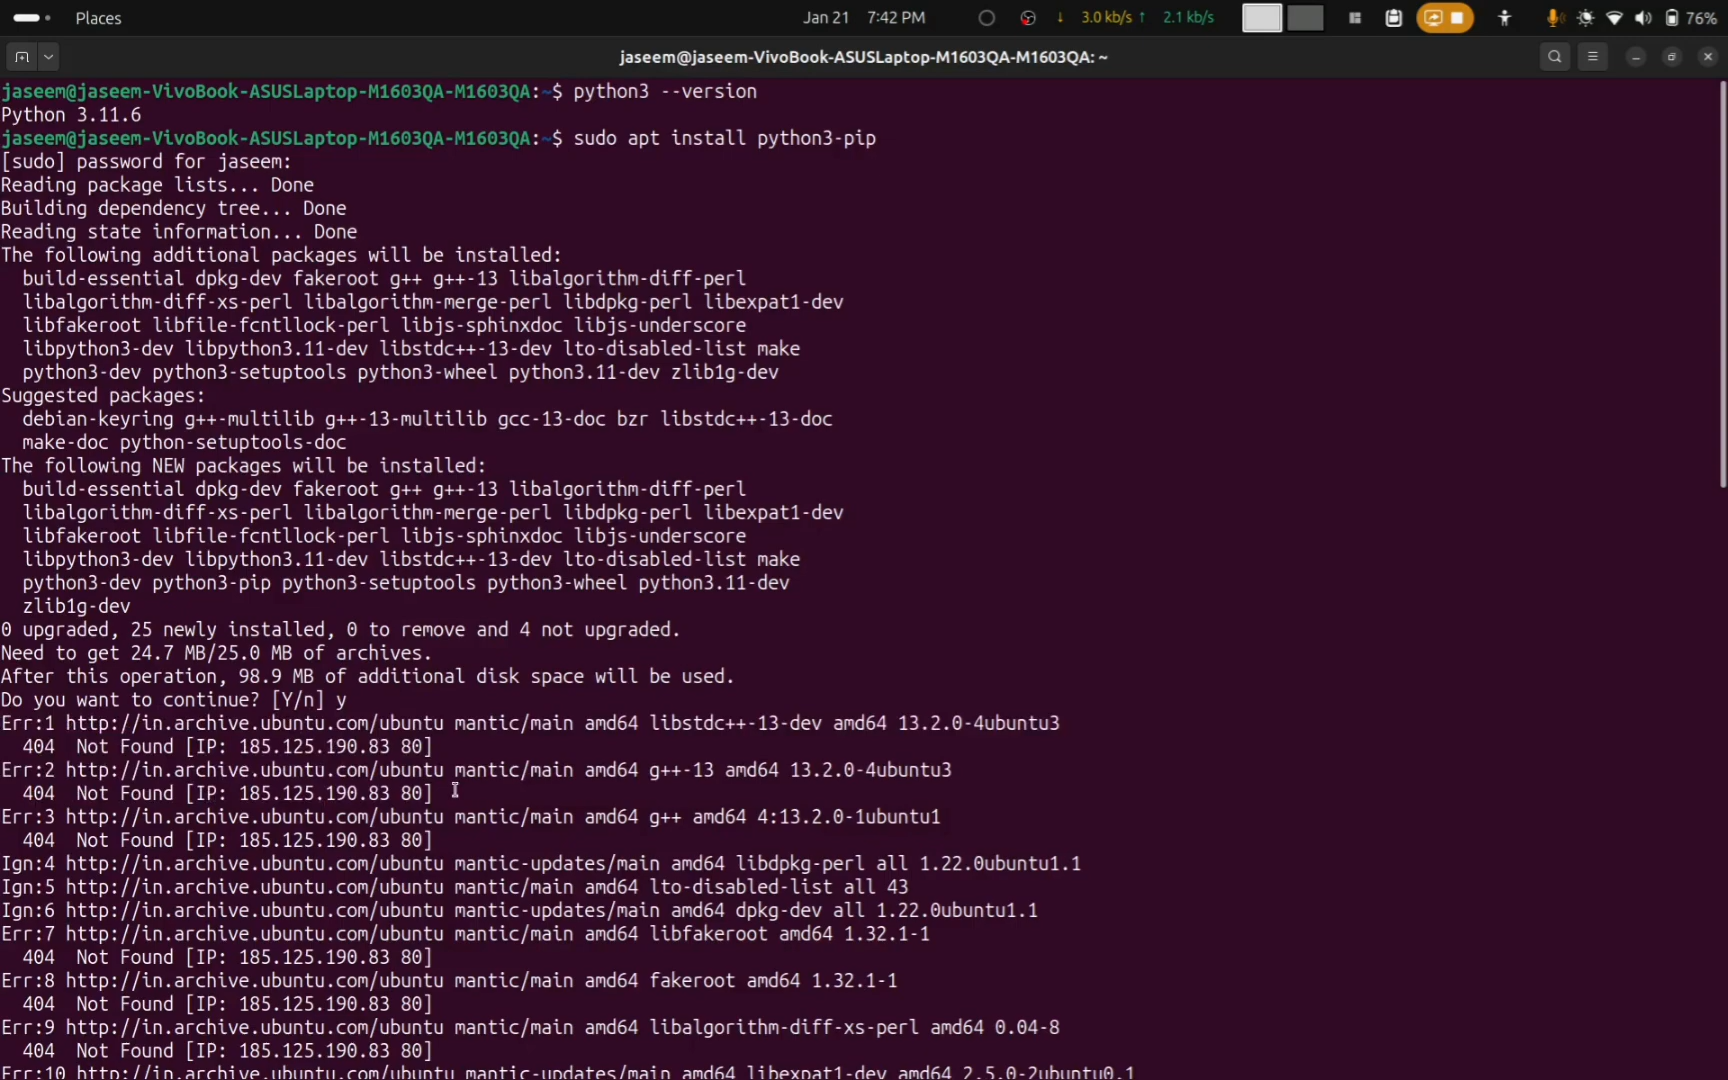 Places
Jan 21 7:42 PM
↓ 3.0 kb/s ↑ 2.1 kb/s
76%
jaseem@jaseem-VivoBook-ASUSLaptop-M1603QA-M1603QA: ~
jaseem@jaseem-VivoBook-ASUSLaptop-M1603QA-M1603QA:~$ python3 --version
Python 3.11.6
jaseem@jaseem-VivoBook-ASUSLaptop-M1603QA-M1603QA:~$ sudo apt install python3-pip
[sudo] password for jaseem:
Reading package lists... Done
Building dependency tree... Done
Reading state information... Done
The following additional packages will be installed:
  build-essential dpkg-dev fakeroot g++ g++-13 libalgorithm-diff-perl
  libalgorithm-diff-xs-perl libalgorithm-merge-perl libdpkg-perl libexpat1-dev
  libfakeroot libfile-fcntllock-perl libjs-sphinxdoc libjs-underscore
  libpython3-dev libpython3.11-dev libstdc++-13-dev lto-disabled-list make
  python3-dev python3-setuptools python3-wheel python3.11-dev zlib1g-dev
Suggested packages:
  debian-keyring g++-multilib g++-13-multilib gcc-13-doc bzr libstdc++-13-doc
  make-doc python-setuptools-doc
The following NEW packages will be installed:
  build-essential dpkg-dev fakeroot g++ g++-13 libalgorithm-diff-perl
  libalgorithm-diff-xs-perl libalgorithm-merge-perl libdpkg-perl libexpat1-dev
  libfakeroot libfile-fcntllock-perl libjs-sphinxdoc libjs-underscore
  libpython3-dev libpython3.11-dev libstdc++-13-dev lto-disabled-list make
  python3-dev python3-pip python3-setuptools python3-wheel python3.11-dev
  zlib1g-dev
0 upgraded, 25 newly installed, 0 to remove and 4 not upgraded.
Need to get 24.7 MB/25.0 MB of archives.
After this operation, 98.9 MB of additional disk space will be used.
Do you want to continue? [Y/n] y
Err:1 http://in.archive.ubuntu.com/ubuntu mantic/main amd64 libstdc++-13-dev amd64 13.2.0-4ubuntu3
  404  Not Found [IP: 185.125.190.83 80]
Err:2 http://in.archive.ubuntu.com/ubuntu mantic/main amd64 g++-13 amd64 13.2.0-4ubuntu3
  404  Not Found [IP: 185.125.190.83 80]
Err:3 http://in.archive.ubuntu.com/ubuntu mantic/main amd64 g++ amd64 4:13.2.0-1ubuntu1
  404  Not Found [IP: 185.125.190.83 80]
Ign:4 http://in.archive.ubuntu.com/ubuntu mantic-updates/main amd64 libdpkg-perl all 1.22.0ubuntu1.1
Ign:5 http://in.archive.ubuntu.com/ubuntu mantic/main amd64 lto-disabled-list all 43
Ign:6 http://in.archive.ubuntu.com/ubuntu mantic-updates/main amd64 dpkg-dev all 1.22.0ubuntu1.1
Err:7 http://in.archive.ubuntu.com/ubuntu mantic/main amd64 libfakeroot amd64 1.32.1-1
  404  Not Found [IP: 185.125.190.83 80]
Err:8 http://in.archive.ubuntu.com/ubuntu mantic/main amd64 fakeroot amd64 1.32.1-1
  404  Not Found [IP: 185.125.190.83 80]
Err:9 http://in.archive.ubuntu.com/ubuntu mantic/main amd64 libalgorithm-diff-xs-perl amd64 0.04-8
  404  Not Found [IP: 185.125.190.83 80]
Err:10 http://in.archive.ubuntu.com/ubuntu mantic-updates/main amd64 libexpat1-dev amd64 2.5.0-2ubuntu0.1